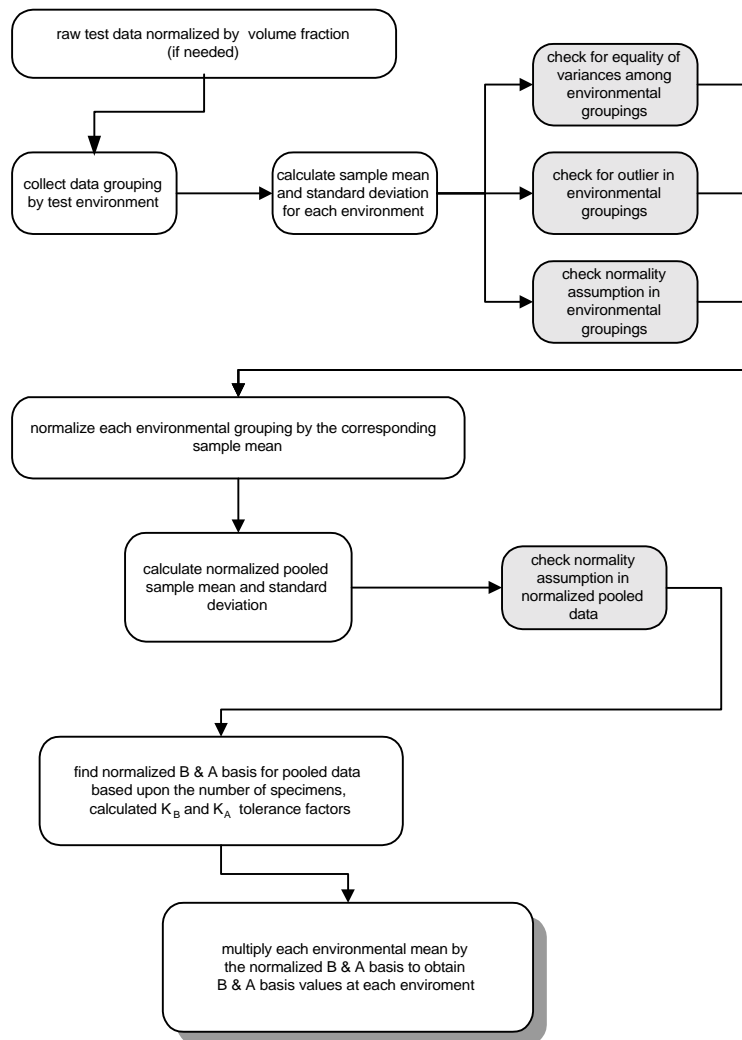 raw test data normalized by volume fraction
(if needed)
collect data grouping
by test environment
calculate sample mean
and standard deviation
for each environment
check for equality of
variances among
environmental
groupings
check for outlier in
environmental
groupings
check normality
assumption in
environmental
groupings
normalize each environmental grouping by the corresponding
sample mean
calculate normalized pooled
sample mean and standard
deviation
check normality
assumption in
normalized pooled
data
find normalized B & A basis for pooled data
based upon the number of specimens,
calculated K_B and K_A tolerance factors
multiply each environmental mean by
the normalized B & A basis to obtain
B & A basis values at each enviroment